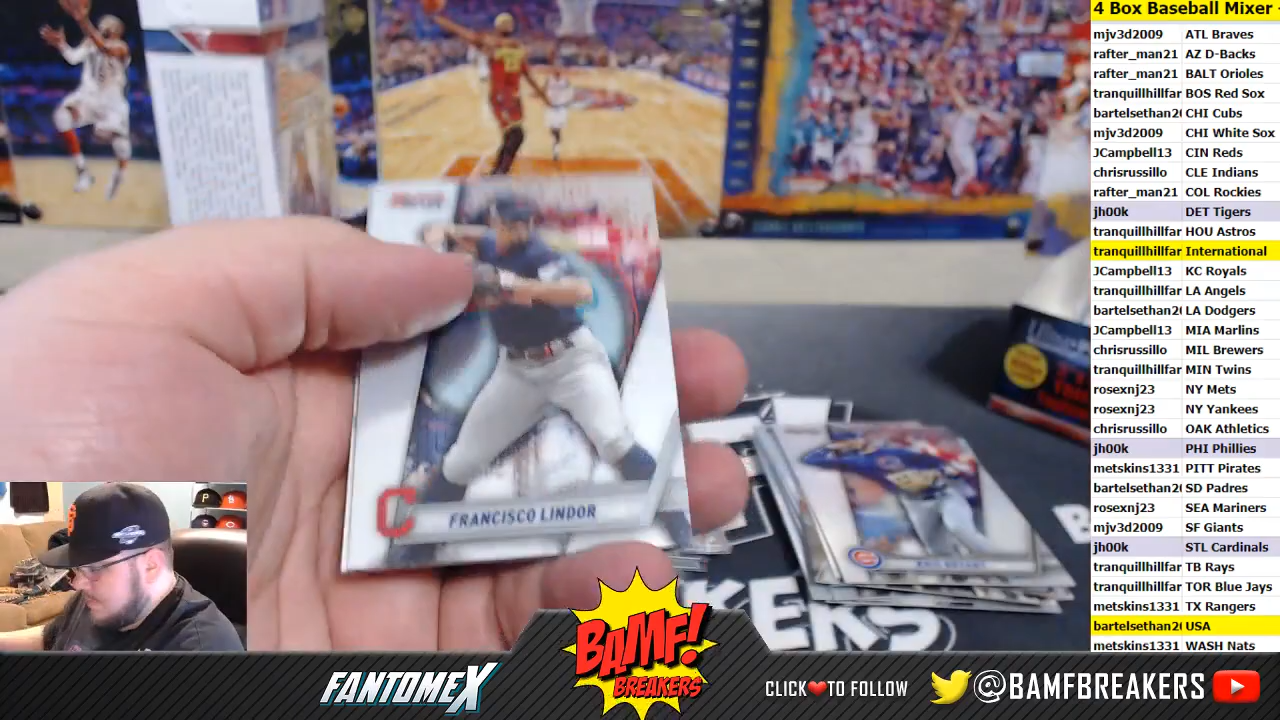 4 Box Baseball Mixer
mjv3d2009 ATL Braves
rafter_man21 AZ D-Backs
rafter_man21 BALT Orioles
tranquillhillfar BOS Red Sox
bartelsethan2 CHI Cubs
mjv3d2009 CHI White Sox
JCampbell13 CIN Reds
chrisrussillo CLE Indians
rafter_man21 COL Rockies
jh00k DET Tigers
tranquillhillfar HOU Astros
tranquillhillfar International
JCampbell13 KC Royals
tranquillhillfar LA Angels
bartelsethan2 LA Dodgers
JCampbell13 MIA Marlins
chrisrussillo MIL Brewers
tranquillhillfar MIN Twins
rosexnj23 NY Mets
rosexnj23 NY Yankees
chrisrussillo OAK Athletics
jh00k PHI Phillies
metskins1331 PITT Pirates
bartelsethan2 SD Padres
rosexnj23 SEA Mariners
mjv3d2009 SF Giants
jh00k STL Cardinals
tranquillhillfar TB Rays
tranquillhillfar TOR Blue Jays
metskins1331 TX Rangers
bartelsethan2 USA
metskins1331 WASH Nats
C FRANCISCO LINDOR
KRIS BRYANT
KERS
FANTOMEX
BAMF!
BREAKERS
CLICK❤TO FOLLOW
@BAMFBREAKERS